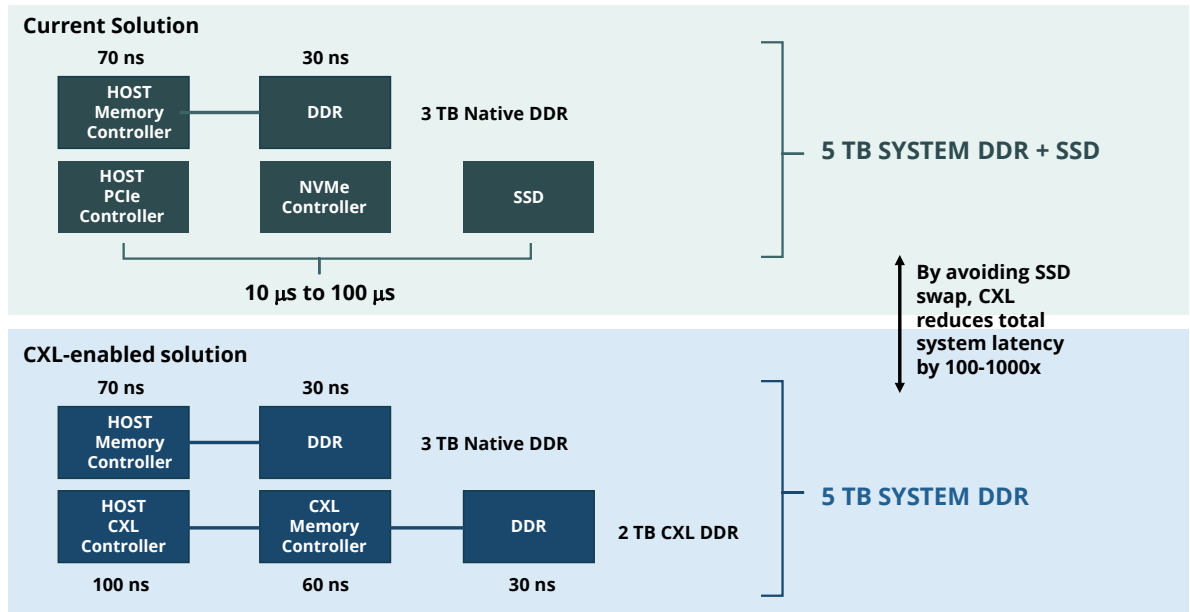 Current Solution
70 ns
30 ns
HOST
Memory
Controller
DDR
3 TB Native DDR
HOST
PCIe
Controller
NVMe
Controller
SSD
10 μs to 100 μs
5 TB SYSTEM DDR + SSD
By avoiding SSD
swap, CXL
reduces total
system latency
by 100-1000x
CXL-enabled solution
70 ns
30 ns
HOST
Memory
Controller
DDR
3 TB Native DDR
HOST
CXL
Controller
CXL
Memory
Controller
DDR
2 TB CXL DDR
100 ns
60 ns
30 ns
5 TB SYSTEM DDR